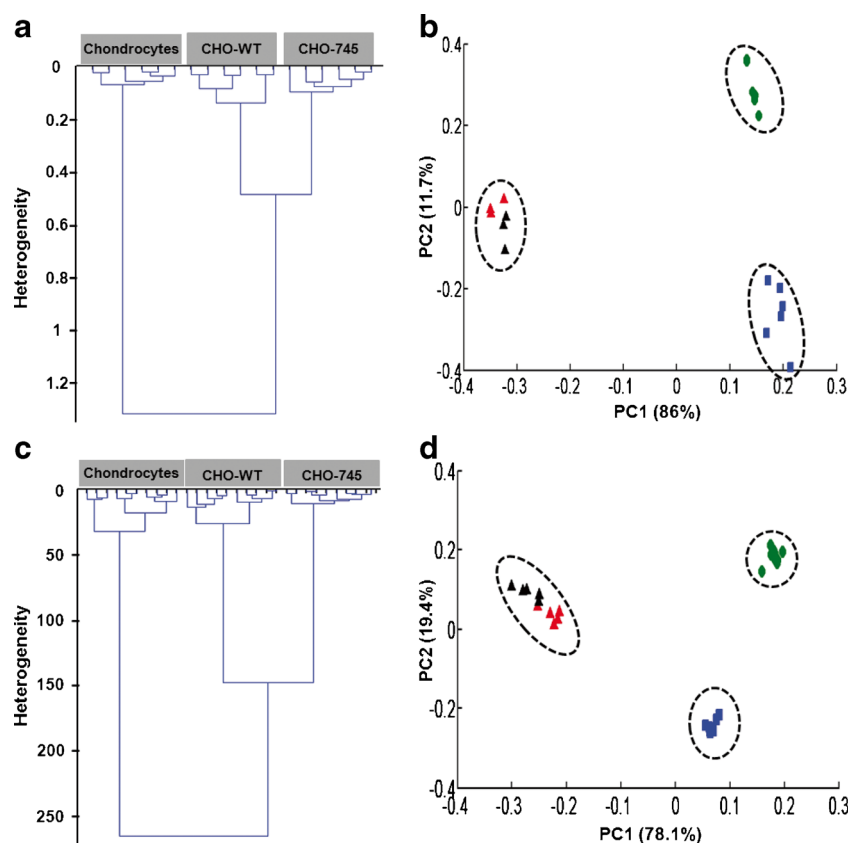 a
Chondrocytes CHO-WT CHO-745
0
0.2
0.4
0.6
0.8
1
1.2
Heterogeneity
b
0.4
0.2
0
-0.2
-0.4
PC2 (11.7%)
-0.4 -0.3 -0.2 -0.1 0 0.1 0.2 0.3
PC1 (86%)
c
Chondrocytes CHO-WT CHO-745
0
50
100
150
200
250
Heterogeneity
d
0.4
0.2
0
-0.2
-0.4
PC2 (19.4%)
-0.4 -0.3 -0.2 -0.1 0 0.1 0.2 0.3
PC1 (78.1%)